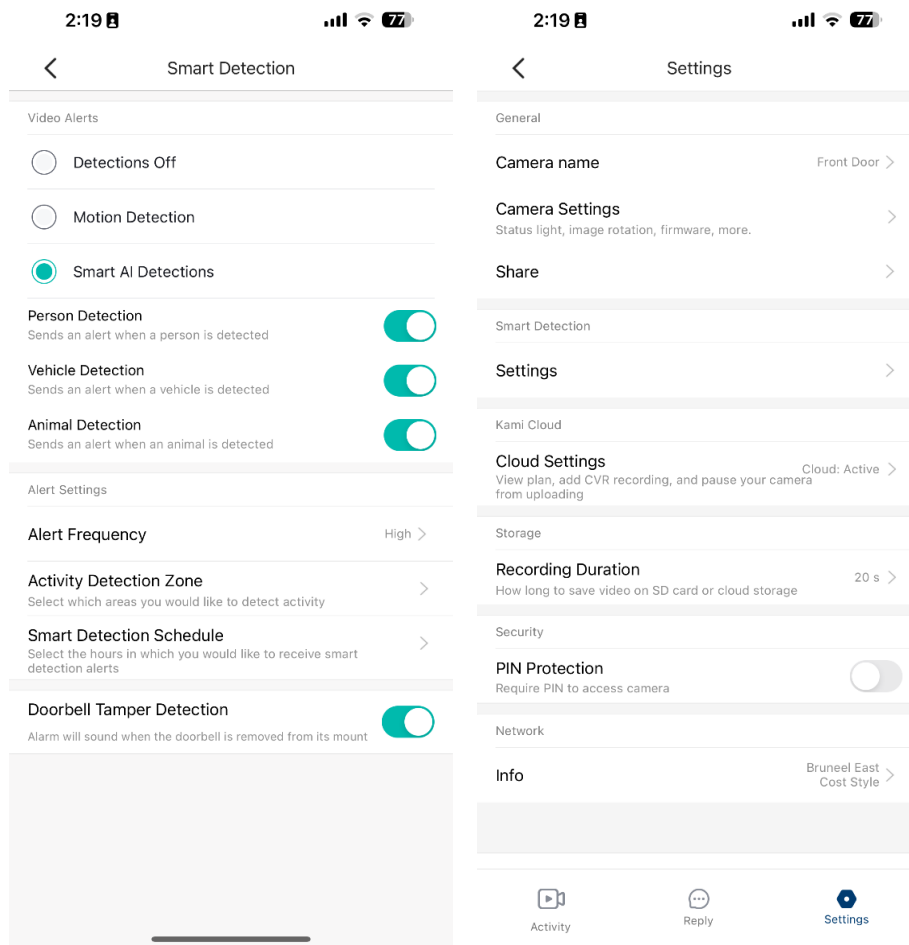 2:19
77
Smart Detection
Video Alerts
Detections Off
Motion Detection
Smart AI Detections
Person Detection
Sends an alert when a person is detected
Vehicle Detection
Sends an alert when a vehicle is detected
Animal Detection
Sends an alert when an animal is detected
Alert Settings
Alert Frequency
High
Activity Detection Zone
Select which areas you would like to detect activity
Smart Detection Schedule
Select the hours in which you would like to receive smart
detection alerts
Doorbell Tamper Detection
Alarm will sound when the doorbell is removed from its mount
2:19
77
Settings
General
Camera name
Front Door
Camera Settings
Status light, image rotation, firmware, more.
Share
Smart Detection
Settings
Kami Cloud
Cloud Settings
Cloud: Active
View plan, add CVR recording, and pause your camera
from uploading
Storage
Recording Duration
20 s
How long to save video on SD card or cloud storage
Security
PIN Protection
Require PIN to access camera
Network
Info
Bruneel East
Cost Style
Activity
Reply
Settings